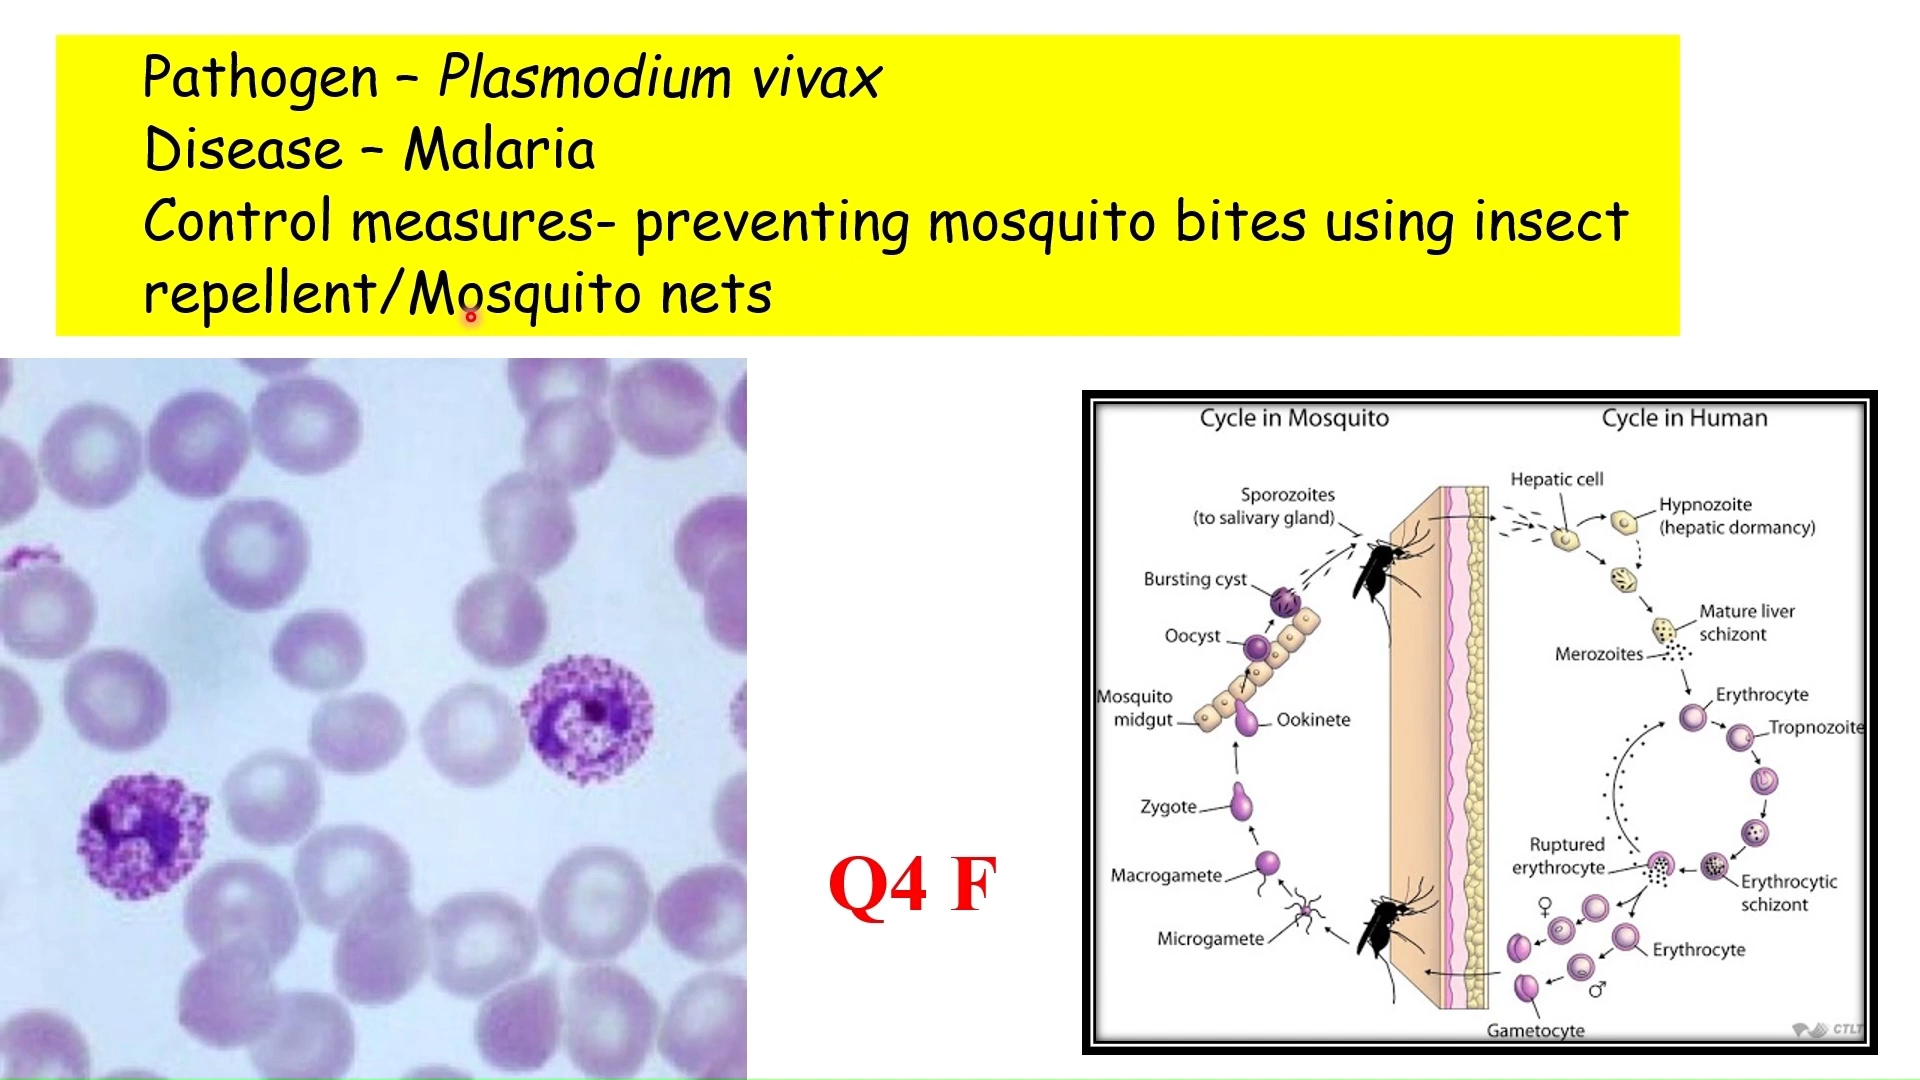 Pathogen – Plasmodium vivax
Disease – Malaria
Control measures- preventing mosquito bites using insect
repellent/Mosquito nets
Q4 F
Cycle in Mosquito
Cycle in Human
Sporozoites
(to salivary gland)
Bursting cyst
Oocyst
Mosquito
midgut
Ookinete
Zygote
Macrogamete
Microgamete
Hepatic cell
Hypnozoite
(hepatic dormancy)
Mature liver
schizont
Merozoites
Erythrocyte
Tropnozoite
Ruptured
erythrocyte
Erythrocytic
schizont
♀
Erythrocyte
♂
Gametocyte
CTLT